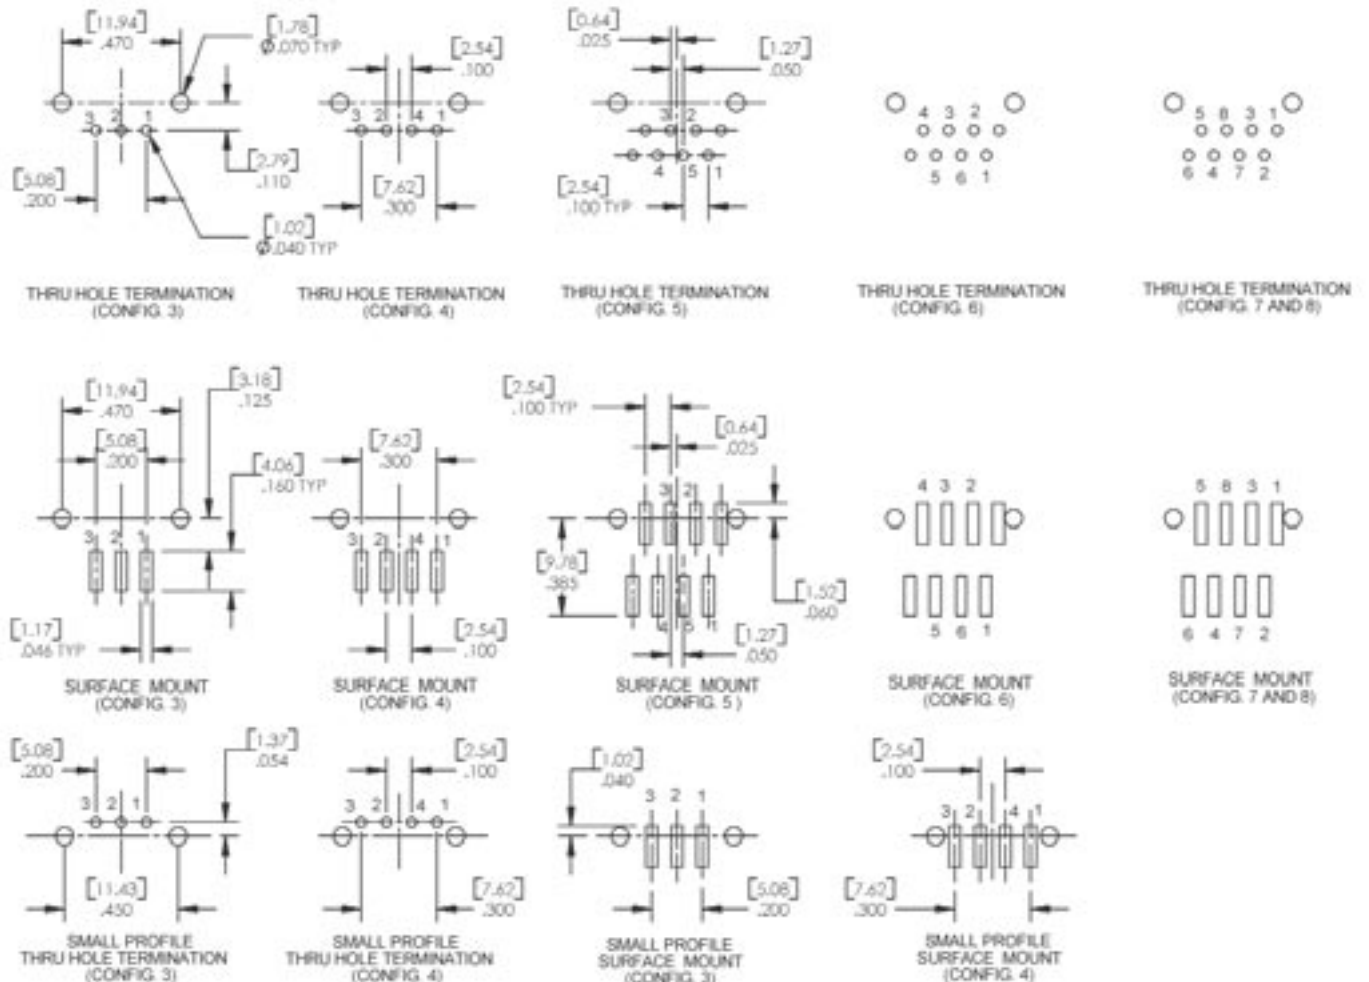 [11.94]
.470
[1.78]
Ø.070 TYP
3 2 1
[2.79]
.110
[5.08]
.200
[1.02]
Ø.040 TYP
THRU HOLE TERMINATION
(CONFIG. 3)
[2.54]
.100
3 2 4 1
[7.62]
.300
THRU HOLE TERMINATION
(CONFIG. 4)
[0.64]
.025
[1.27]
.050
3 2
4 5 1
[2.54]
.100 TYP
THRU HOLE TERMINATION
(CONFIG. 5)
4 3 2
5 6 1
THRU HOLE TERMINATION
(CONFIG. 6)
5 8 3 1
6 4 7 2
THRU HOLE TERMINATION
(CONFIG. 7 AND 8)
[11.94]
.470
[3.18]
.125
[5.08]
.200
[4.06]
.160 TYP
3 2 1
[1.17]
.046 TYP
SURFACE MOUNT
(CONFIG. 3)
[7.62]
.300
3 2 4 1
[2.54]
.100
SURFACE MOUNT
(CONFIG. 4)
[2.54]
.100 TYP
[0.64]
.025
3 2
[9.78]
.385
[1.52]
.060
4 5 1
[1.27]
.050
SURFACE MOUNT
(CONFIG. 5 )
4 3 2
5 6 1
SURFACE MOUNT
(CONFIG. 6)
5 8 3 1
6 4 7 2
SURFACE MOUNT
(CONFIG. 7 AND 8)
[5.08]
.200
[1.37]
.054
3 2 1
[11.43]
.450
SMALL PROFILE
THRU HOLE TERMINATION
(CONFIG. 3)
[2.54]
.100
3 2 4 1
[7.62]
.300
SMALL PROFILE
THRU HOLE TERMINATION
(CONFIG. 4)
[1.02]
.040
3 2 1
[5.08]
.200
SMALL PROFILE
SURFACE MOUNT
(CONFIG. 3)
[2.54]
.100
3 2 4 1
[7.62]
.300
SMALL PROFILE
SURFACE MOUNT
(CONFIG. 4)